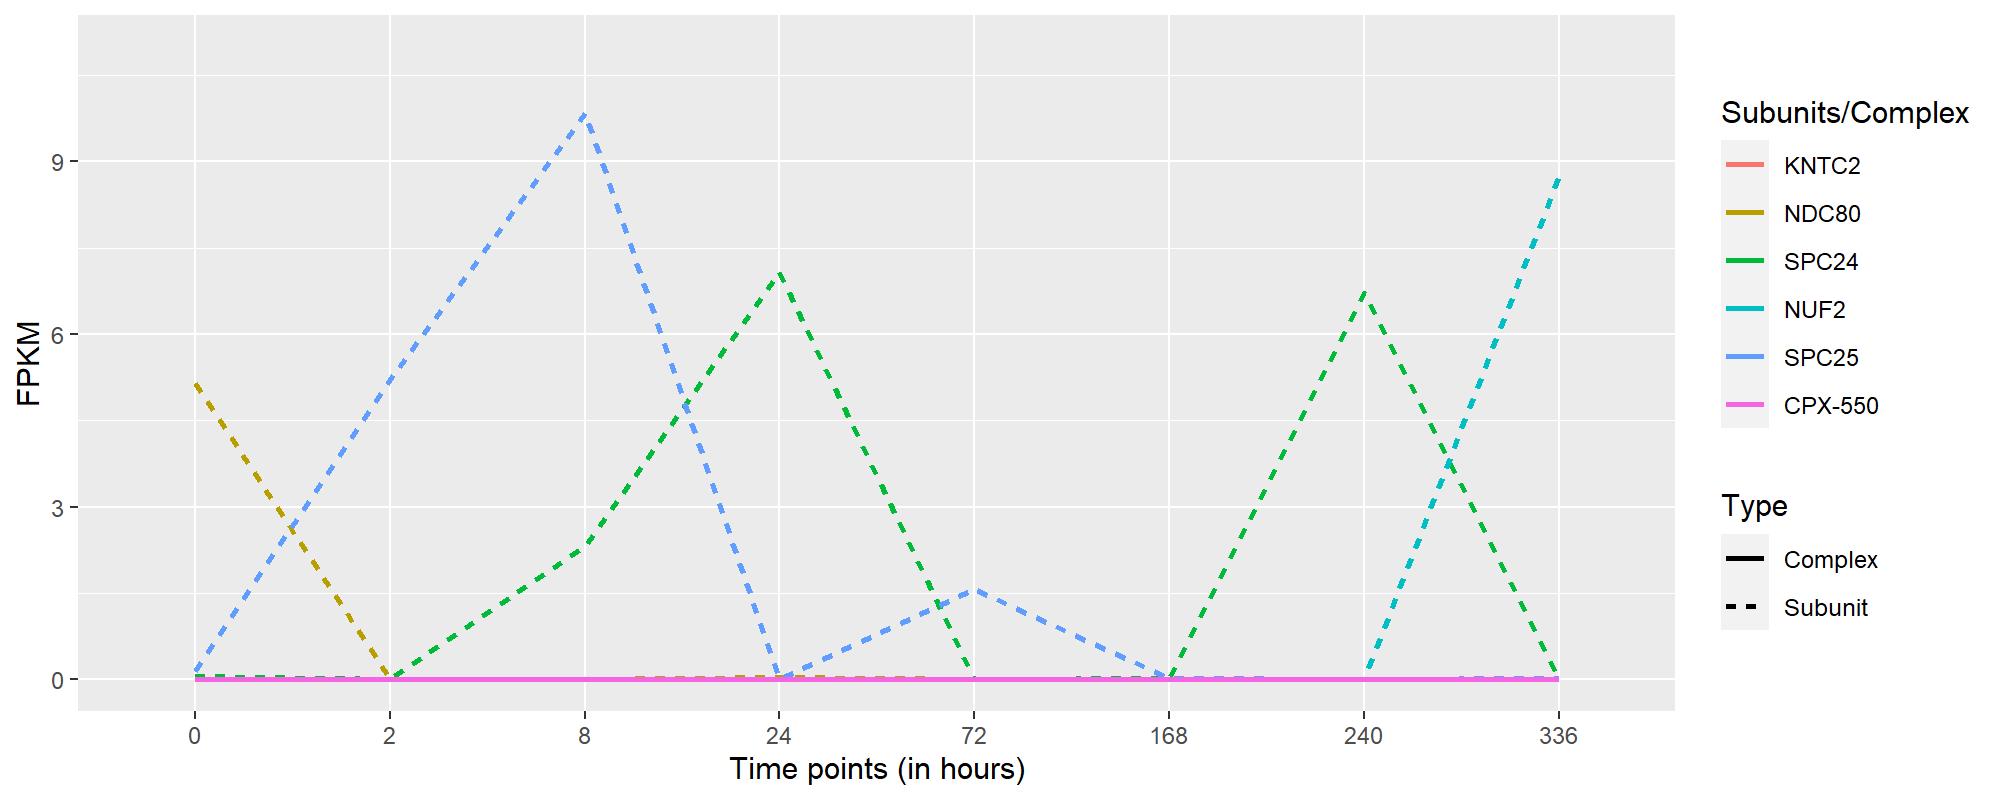 Subunits/Complex
KNTC2
NDC80
SPC24
NUF2
SPC25
CPX-550
Type
Complex
Subunit
FPKM
9
6
3
0
0 2 8 24 72 168 240 336
Time points (in hours)